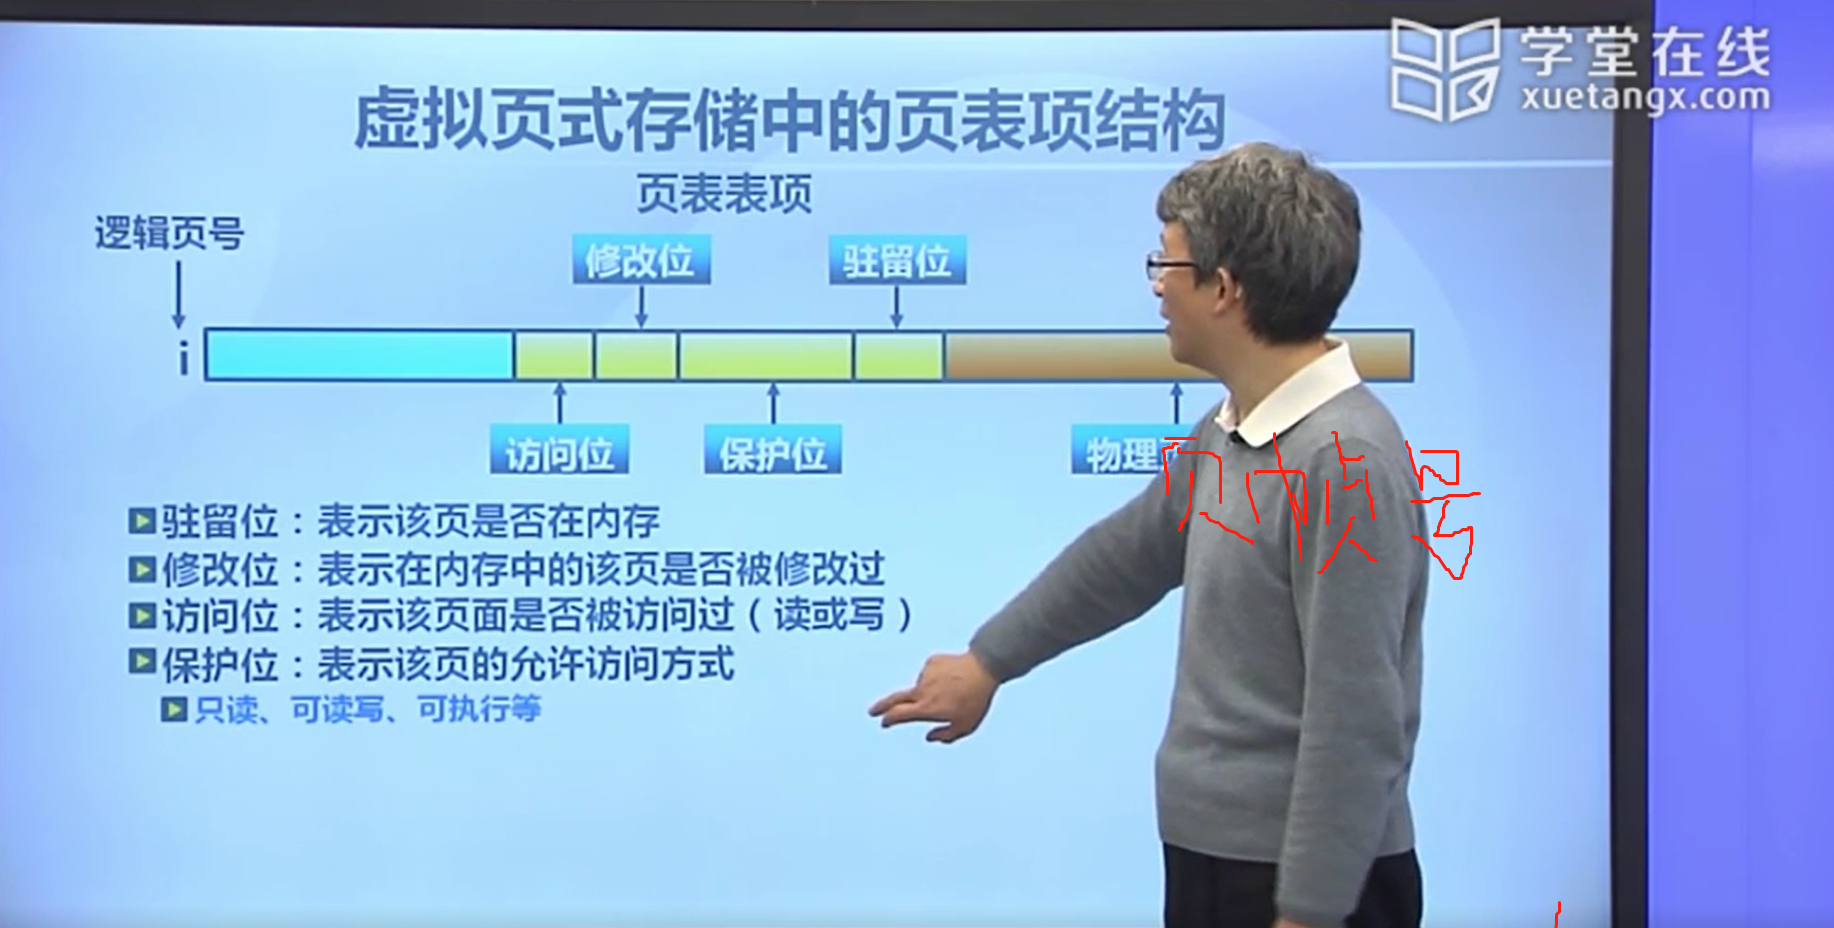 学堂在线
xuetangx.com
虚拟页式存储中的页表项结构
页表表项
逻辑页号
修改位
驻留位
i
访问位
保护位
物理页帧号
驻留位：表示该页是否在内存
修改位：表示在内存中的该页是否被修改过
访问位：表示该页面是否被访问过（读或写）
保护位：表示该页的允许访问方式
只读、可读写、可执行等